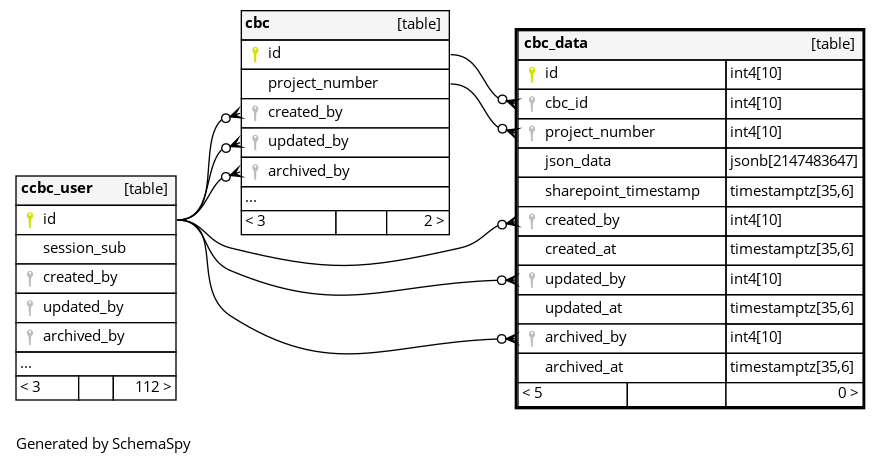 cbc [table]
id
project_number
created_by
updated_by
archived_by
...
< 3 2 >
cbc_data [table]
id int4[10]
cbc_id int4[10]
project_number int4[10]
json_data jsonb[2147483647]
sharepoint_timestamp timestamptz[35,6]
created_by int4[10]
created_at timestamptz[35,6]
updated_by int4[10]
updated_at timestamptz[35,6]
archived_by int4[10]
archived_at timestamptz[35,6]
< 5 0 >
ccbc_user [table]
id
session_sub
created_by
updated_by
archived_by
...
< 3 112 >
Generated by SchemaSpy